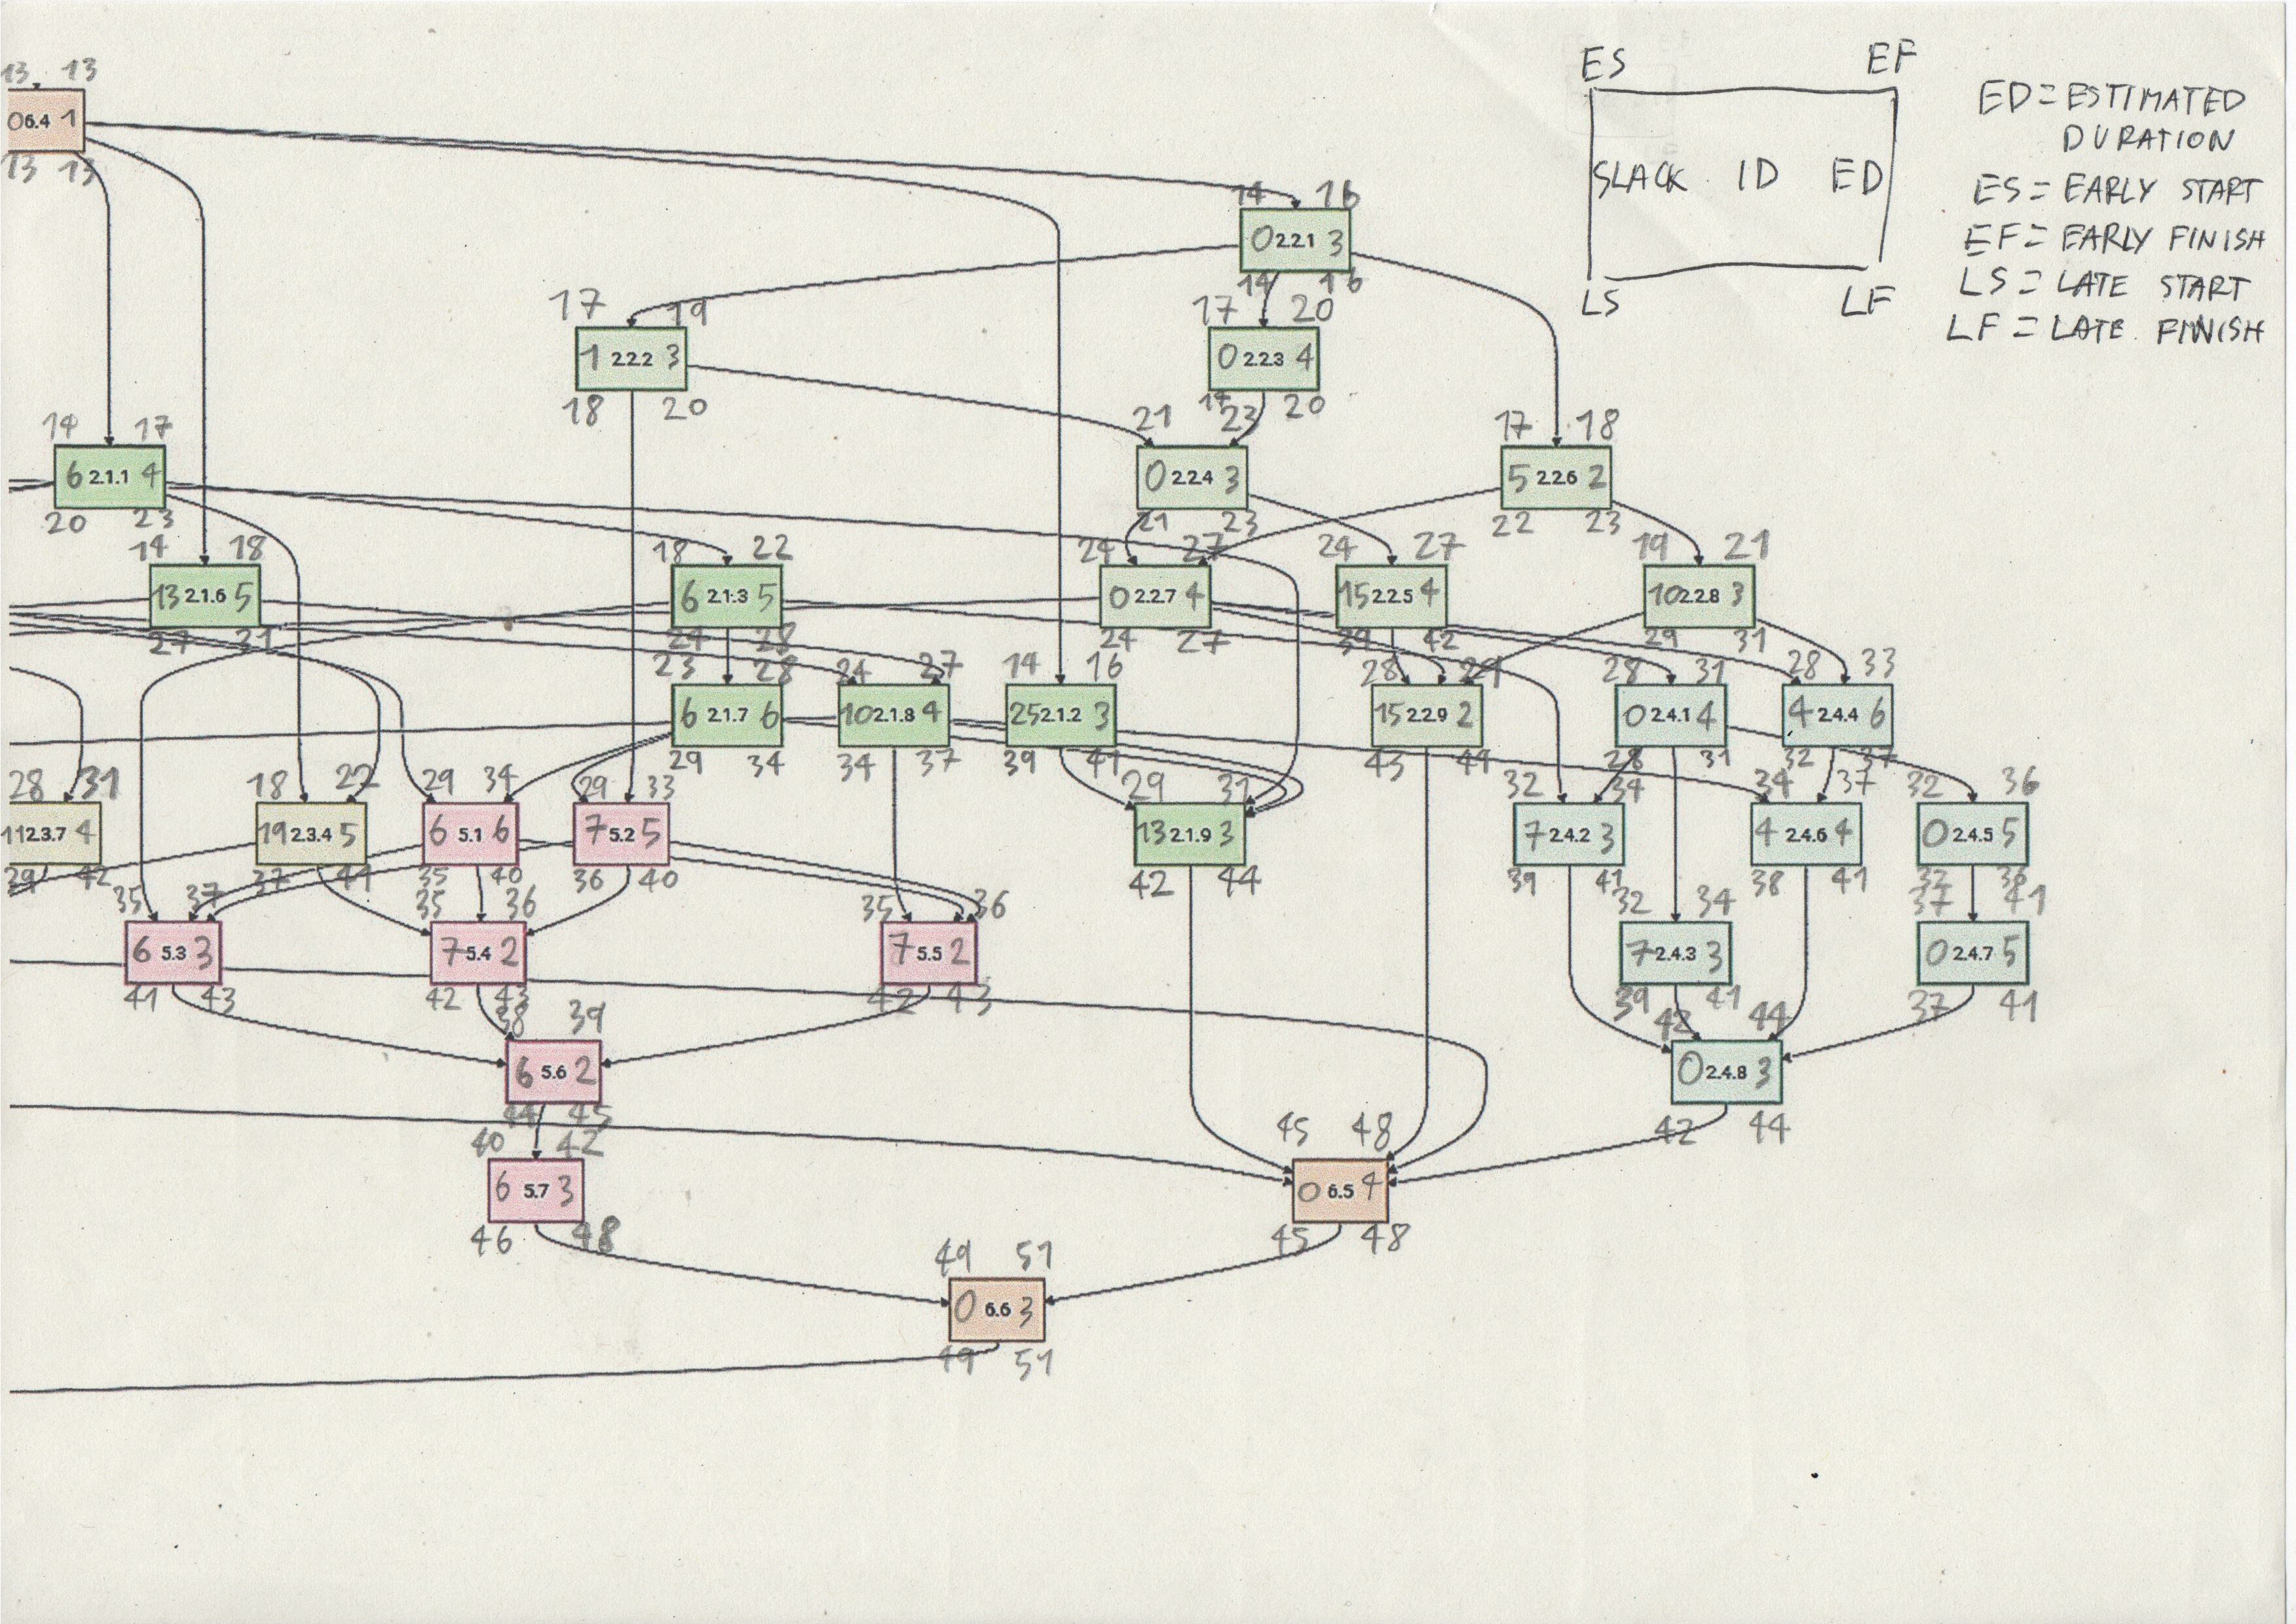 13 13
06.4 1
13 13
ES EF
SLACK ID ED
LS LF
ED = ESTIMATED
DURATION
ES = EARLY START
EF = EARLY FINISH
LS = LATE START
LF = LATE FINISH
14 16
0 2.2.1 3
14 16
17 19
1 2.2.2 3
18 20
17 20
0 2.2.3 4
17 20
14 17
6 2.1.1 4
20 23
21 23
0 2.2.4 3
21 23
17 18
5 2.2.6 2
22 23
14 18
13 2.1.6 5
27 31
18 22
6 2.1.3 5
24 28
24 27
0 2.2.7 4
24 27
24 27
15 2.2.5 4
39 42
19 21
10 2.2.8 3
29 31
23 28
6 2.1.7 6
29 34
24 27
10 2.1.8 4
34 37
14 16
25 2.1.2 3
39 41
28 29
15 2.2.9 2
43 44
28 31
0 2.4.1 4
28 31
28 33
4 2.4.4 6
32 37
28 31
11 2.3.7 4
42
18 22
19 2.3.4 5
37 41
29 34
6 5.1 6
35 40
29 33
7 5.2 5
36 40
29 31
13 2.1.9 3
42 44
32 34
7 2.4.2 3
39 41
34 37
4 2.4.6 4
38 41
32 36
0 2.4.5 5
32 36
35 37
6 5.3 3
41 43
35 36
7 5.4 2
42 43
35 36
7 5.5 2
42 43
32 34
7 2.4.3 3
39 41
37 41
0 2.4.7 5
37 41
38 39
6 5.6 2
44 45
42 44
0 2.4.8 3
42 44
40 42
6 5.7 3
46 48
45 48
0 6.5 4
45 48
49 51
0 6.6 3
49 51